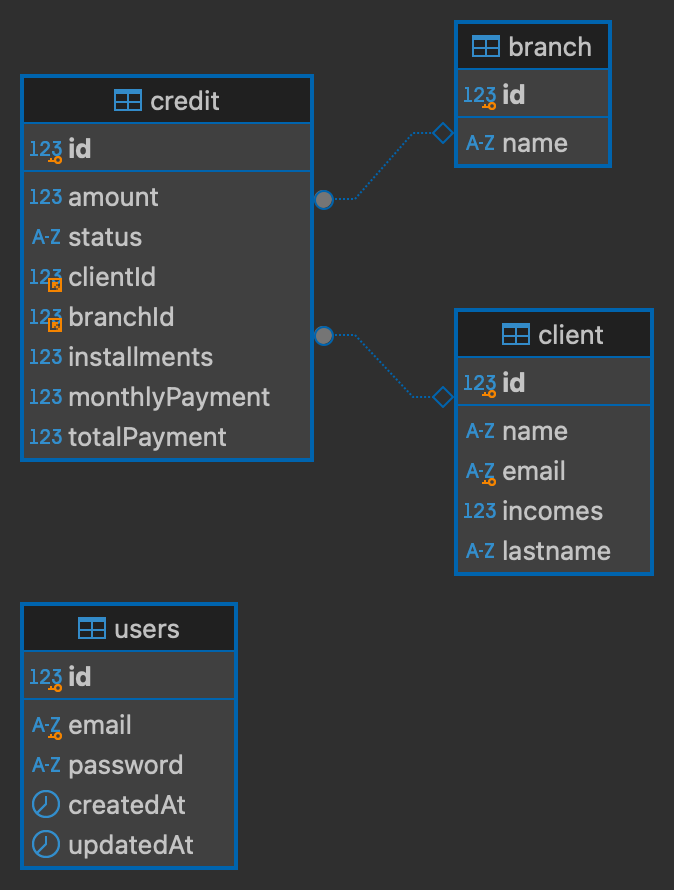 credit
123 id
123 amount
A-Z status
123 clientId
123 branchId
123 installments
123 monthlyPayment
123 totalPayment
branch
123 id
A-Z name
client
123 id
A-Z name
A-Z email
123 incomes
A-Z lastname
users
123 id
A-Z email
A-Z password
createdAt
updatedAt